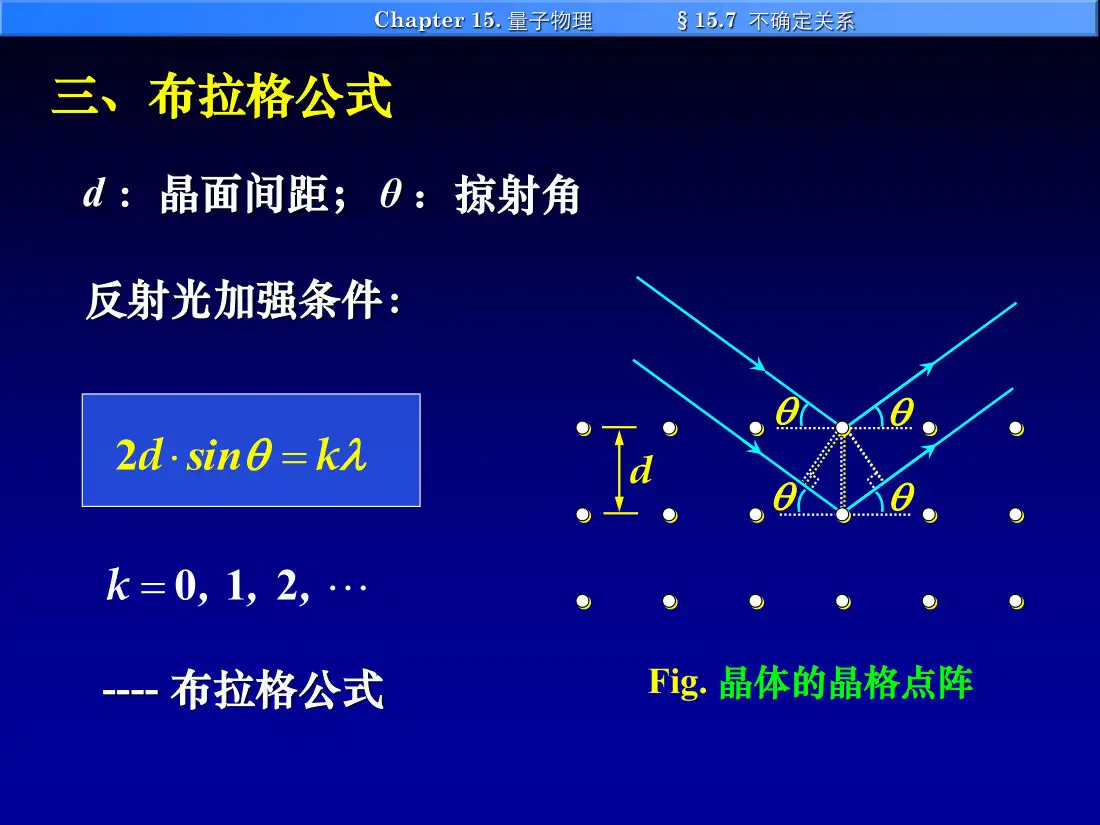 Chapter 15. 量子物理 §15.7 不确定关系
三、布拉格公式
d : 晶面间距; θ : 掠射角
反射光加强条件:
2d · sinθ = kλ
k = 0, 1, 2, ⋯
---- 布拉格公式
θ θ
d
θ θ
Fig. 晶体的晶格点阵